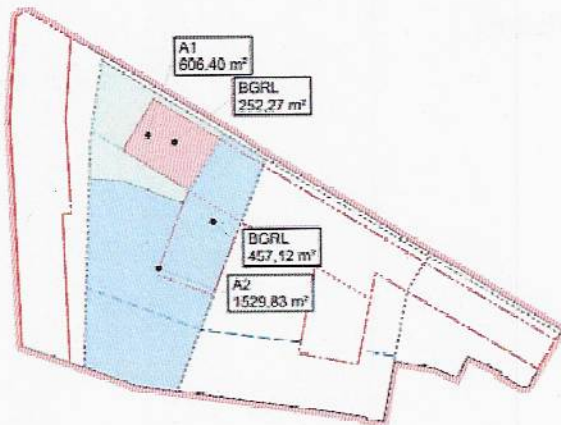 A1
606.40 m²
BGRL
252,27 m²
BGRL
457,12 m²
A2
1529.83 m²